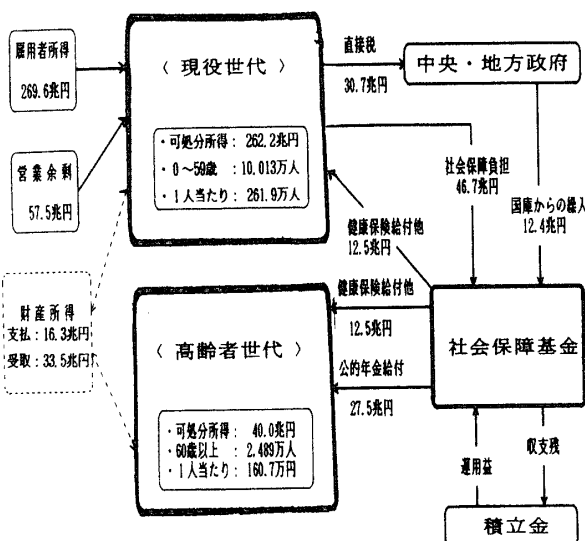 雇用者所得
269.6兆円
営業余剰
57.5兆円
財産所得
支払：16.3兆円
受取：33.5兆円
〈 現役世代 〉
・可処分所得：262.2兆円
・0～59歳 ：10,013万人
・1人当たり：261.9万人
直接税
30.7兆円
中央・地方政府
社会保障負担
46.7兆円
国庫からの繰入
12.4兆円
健康保険給付他
12.5兆円
健康保険給付他
12.5兆円
公的年金給付
27.5兆円
〈 高齢者世代 〉
・可処分所得： 40.0兆円
・60歳以上 ：2,489万人
・1人当たり：160.7万円
社会保障基金
運用益
収支残
積立金